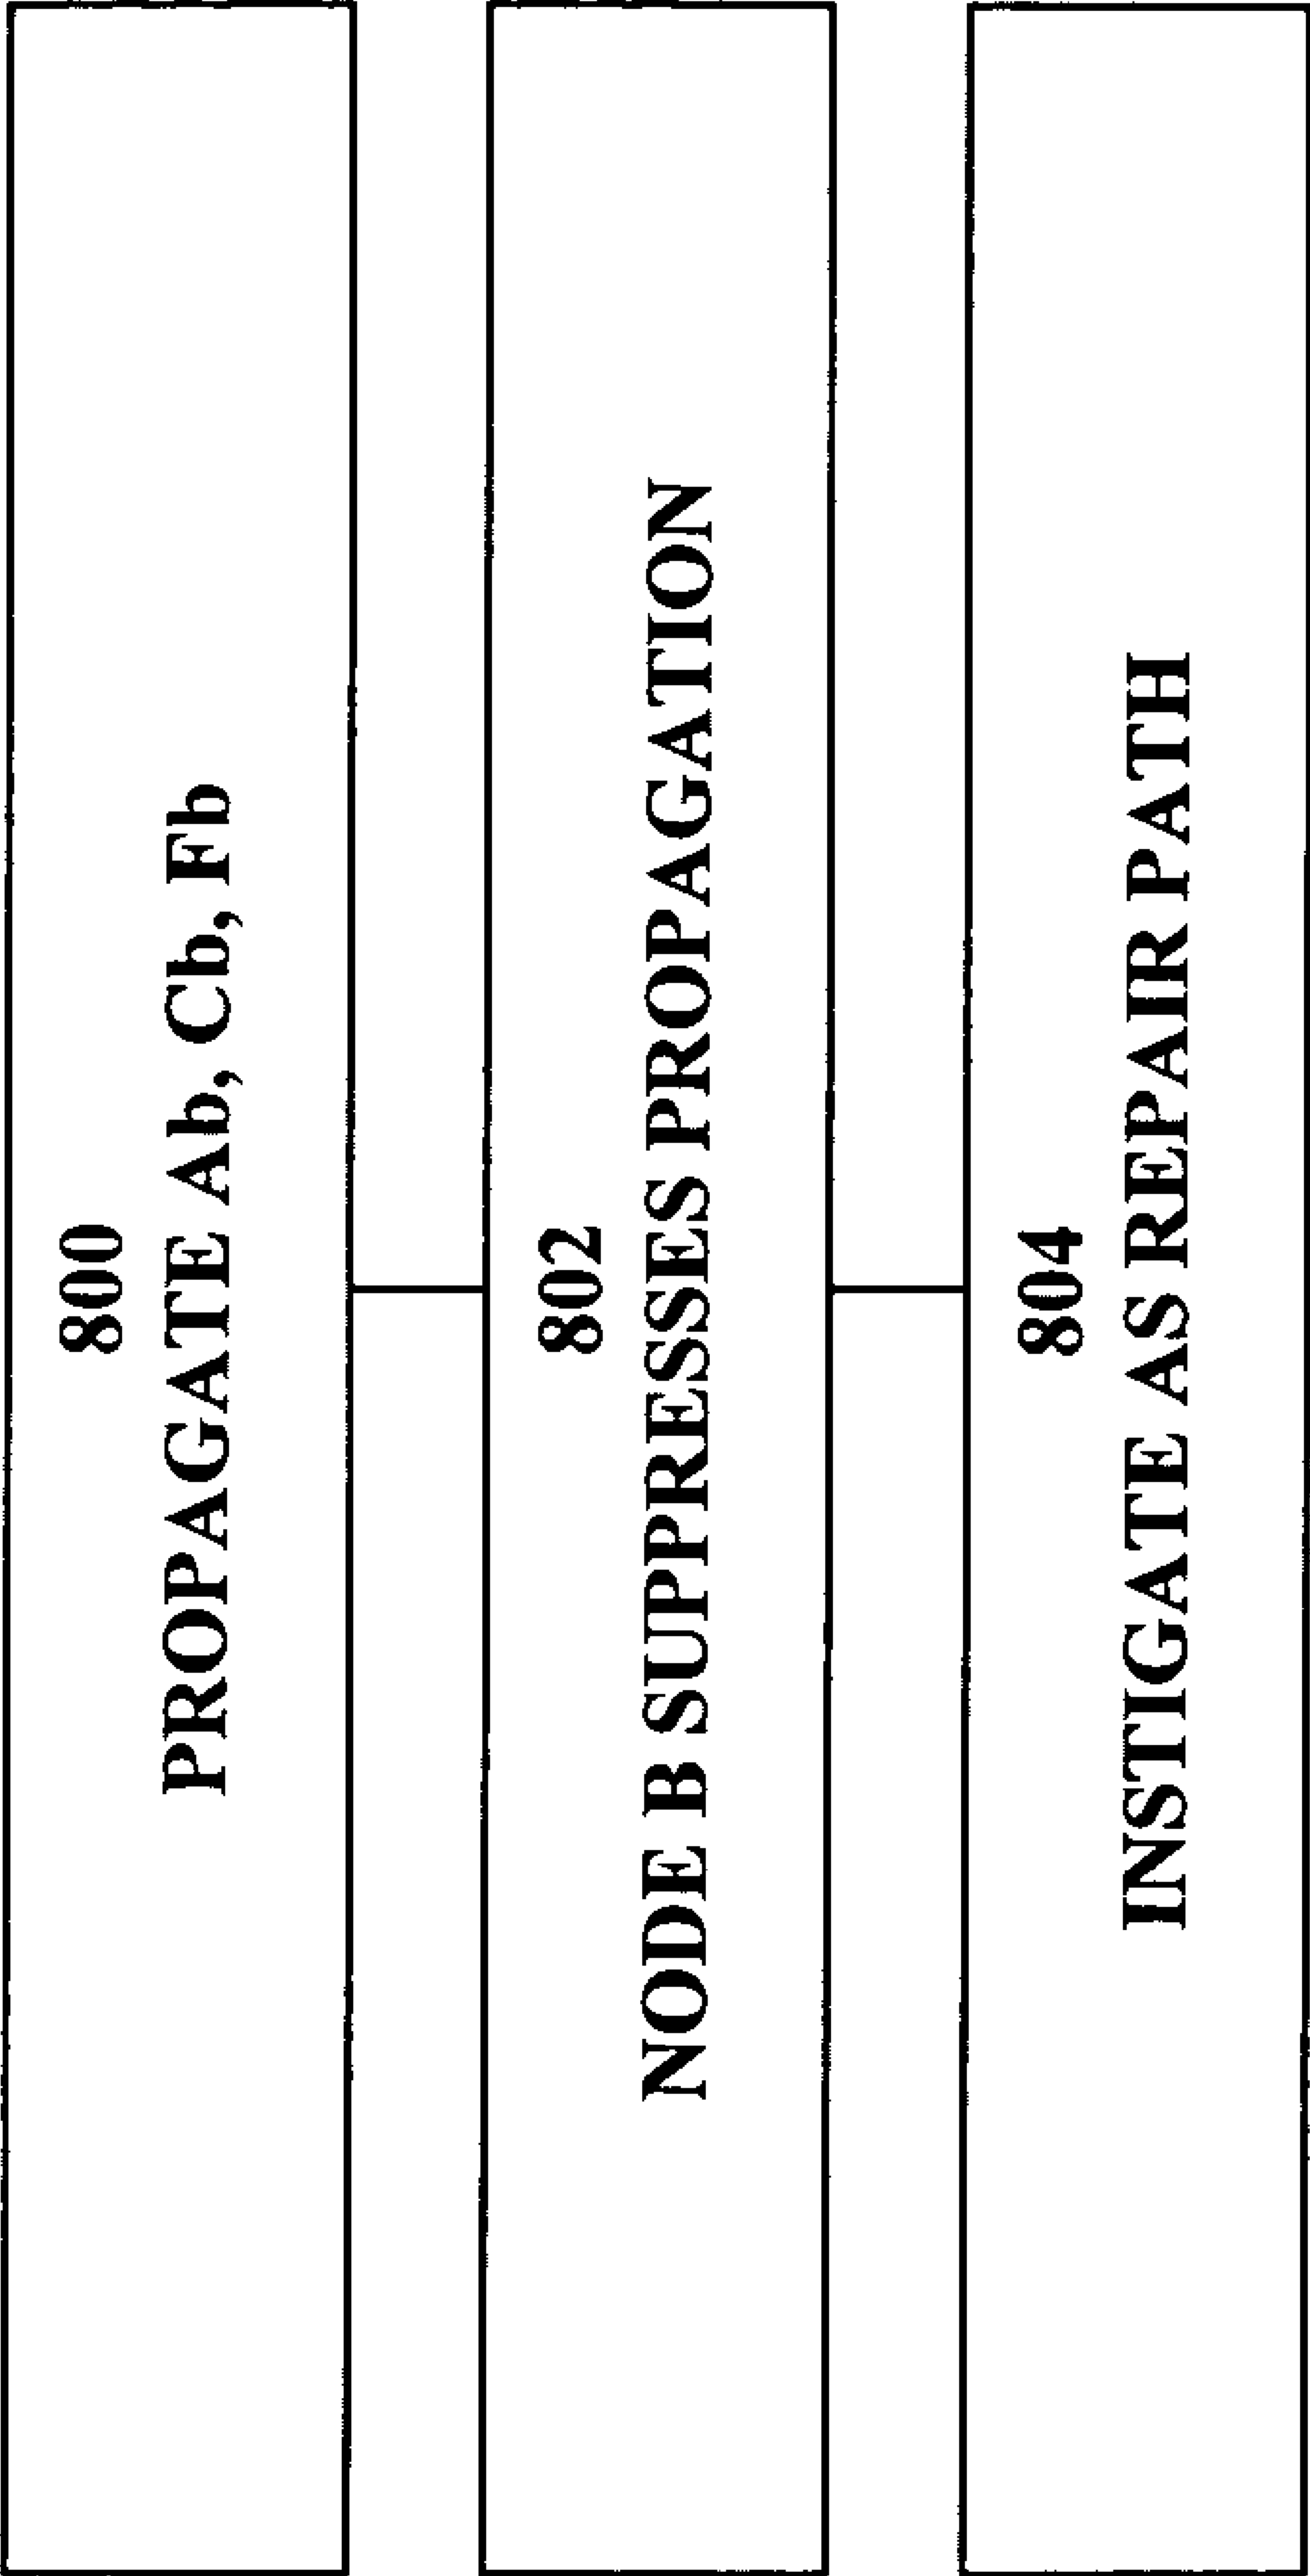 800
PROPAGATE Ab, Cb, Fb
802
NODE B SUPPRESSES PROPAGATION
804
INSTIGATE AS REPAIR PATH